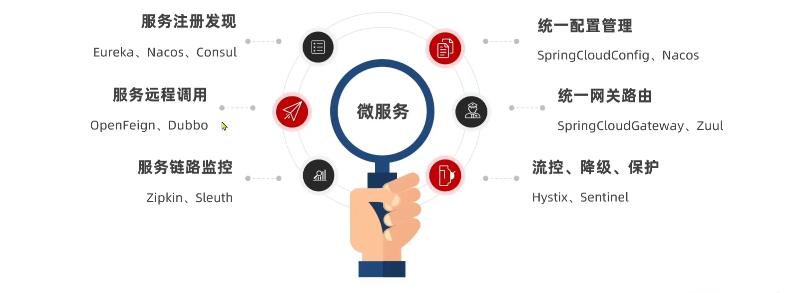 服务注册发现
Eureka、Nacos、Consul
服务远程调用
OpenFeign、Dubbo
服务链路监控
Zipkin、Sleuth
微服务
统一配置管理
SpringCloudConfig、Nacos
统一网关路由
SpringCloudGateway、Zuul
流控、降级、保护
Hystix、Sentinel